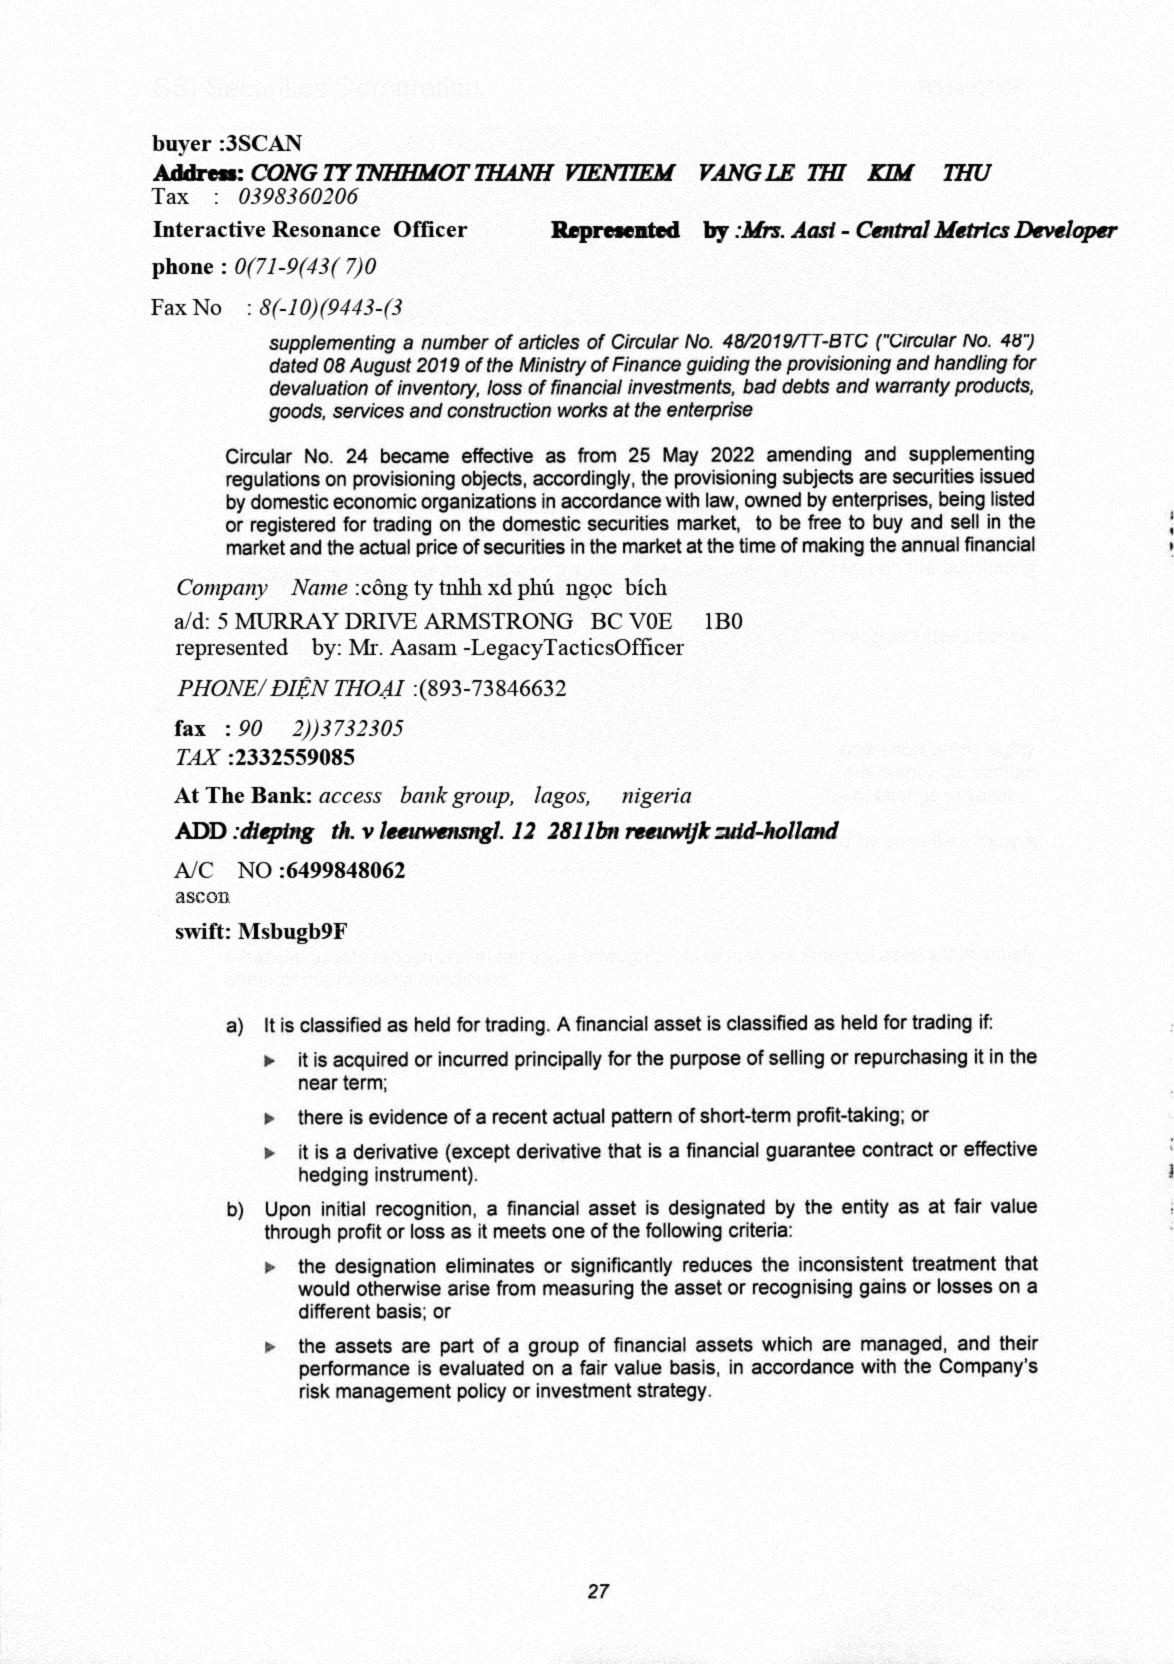 buyer :3SCAN
Address: CONG TY TNHHMOT THANH VIENTIEM VANG LE THI KIM THU
Tax : 0398360206
Interactive Resonance Officer Represented by :Mrs. Aasi - Central Metrics Developer
phone : 0(71-9(43( 7)0
Fax No : 8(-10)(9443-(3
supplementing a number of articles of Circular No. 48/2019/TT-BTC ("Circular No. 48")
dated 08 August 2019 of the Ministry of Finance guiding the provisioning and handling for
devaluation of inventory, loss of financial investments, bad debts and warranty products,
goods, services and construction works at the enterprise
Circular No. 24 became effective as from 25 May 2022 amending and supplementing
regulations on provisioning objects, accordingly, the provisioning subjects are securities issued
by domestic economic organizations in accordance with law, owned by enterprises, being listed
or registered for trading on the domestic securities market, to be free to buy and sell in the
market and the actual price of securities in the market at the time of making the annual financial
Company Name :công ty tnhh xd phú ngọc bích
a/d: 5 MURRAY DRIVE ARMSTRONG BC V0E 1B0
represented by: Mr. Aasam -LegacyTacticsOfficer
PHONE/ ĐIỆN THOẠI :(893-73846632
fax : 90 2))3732305
TAX :2332559085
At The Bank: access bank group, lagos, nigeria
ADD :dieping th. v leeuwensngl. 12 2811bn reeuwijk zuid-holland
A/C NO :6499848062
ascon
swift: Msbugb9F
a) It is classified as held for trading. A financial asset is classified as held for trading if:
► it is acquired or incurred principally for the purpose of selling or repurchasing it in the
near term;
► there is evidence of a recent actual pattern of short-term profit-taking; or
► it is a derivative (except derivative that is a financial guarantee contract or effective
hedging instrument).
b) Upon initial recognition, a financial asset is designated by the entity as at fair value
through profit or loss as it meets one of the following criteria:
► the designation eliminates or significantly reduces the inconsistent treatment that
would otherwise arise from measuring the asset or recognising gains or losses on a
different basis; or
► the assets are part of a group of financial assets which are managed, and their
performance is evaluated on a fair value basis, in accordance with the Company's
risk management policy or investment strategy.
27